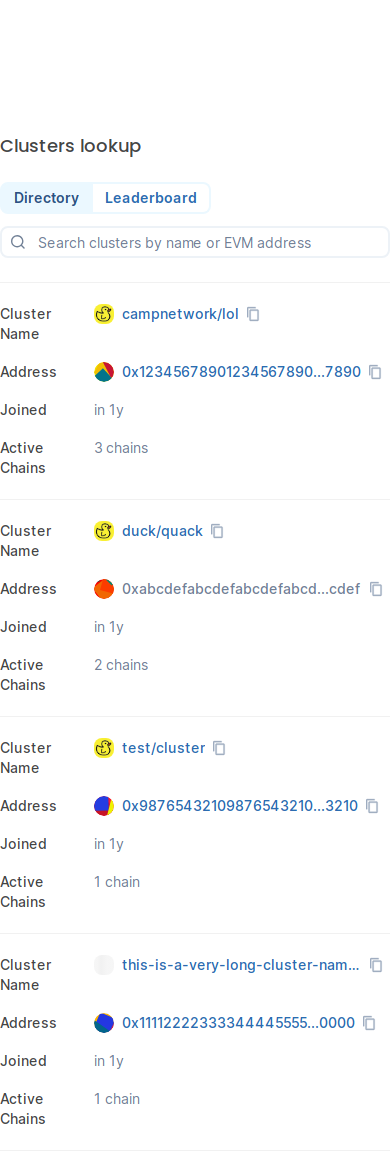 Clusters lookup
Directory
Leaderboard
Search clusters by name or EVM address
Cluster
Name
campnetwork/lol
Address
0x12345678901234567890...7890
Joined
in 1y
Active
Chains
3 chains
Cluster
Name
duck/quack
Address
0xabcdefabcdefabcdefabcd...cdef
Joined
in 1y
Active
Chains
2 chains
Cluster
Name
test/cluster
Address
0x98765432109876543210...3210
Joined
in 1y
Active
Chains
1 chain
Cluster
Name
this-is-a-very-long-cluster-nam...
Address
0x11112222333344445555...0000
Joined
in 1y
Active
Chains
1 chain